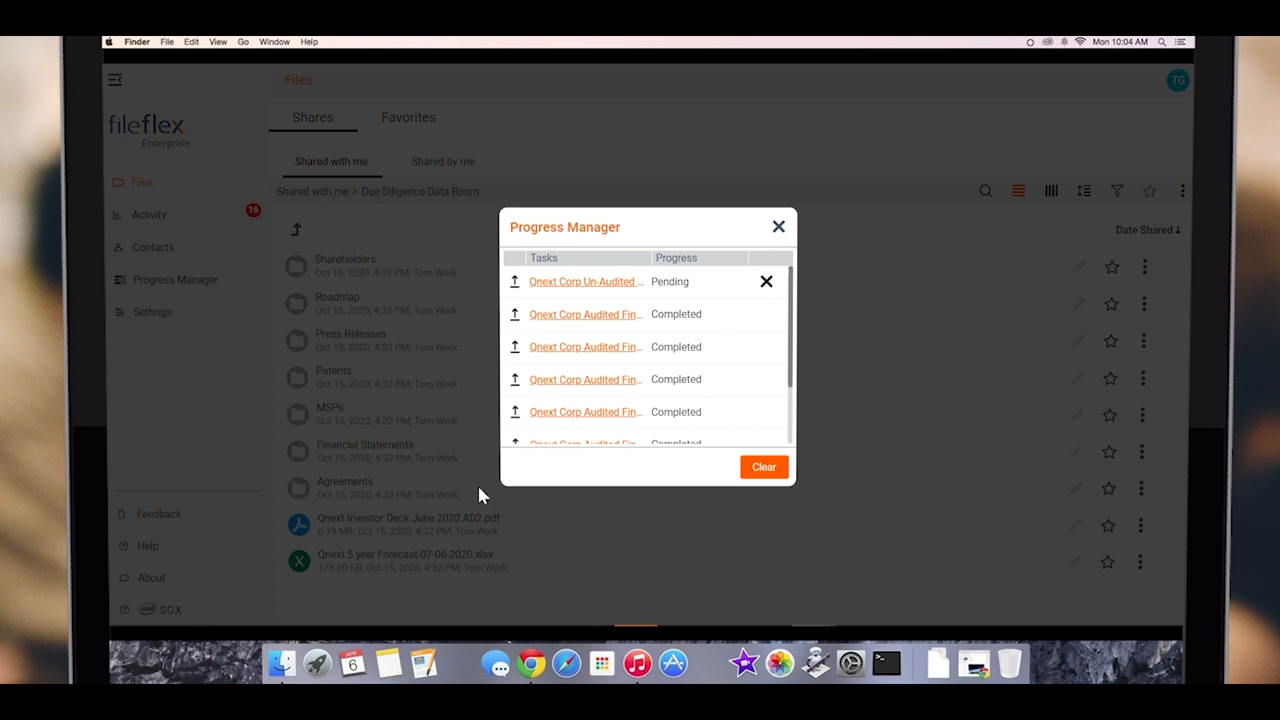 Finder File Edit View Go Window Help
Mon 10:04 AM
Files
TG
fileflex
Enterprise
Shares
Favorites
Shared with me
Shared by me
Files
Activity
16
Contacts
Progress Manager
Settings
Shared with me > Due Diligence Data Room
Date Shared
Shareholders
Oct 15, 2020, 4:32 PM; Tom Work
Roadmap
Oct 15, 2020, 4:32 PM; Tom Work
Press Releases
Oct 15, 2020, 4:32 PM; Tom Work
Patents
Oct 15, 2020, 4:32 PM; Tom Work
MSPs
Oct 15, 2020, 4:32 PM; Tom Work
Financial Statements
Oct 15, 2020, 4:32 PM; Tom Work
Agreements
Oct 15, 2020, 4:32 PM; Tom Work
Qnext Investor Deck June 2020 AD2.pdf
6.19 MB; Oct 15, 2020, 4:32 PM; Tom Work
Qnext 5 year Forecast-07-06-2020.xlsx
178.00 KB; Oct 15, 2020, 4:32 PM; Tom Work
Progress Manager
Tasks Progress
Qnext Corp Un-Audited ... Pending
Qnext Corp Audited Fin... Completed
Qnext Corp Audited Fin... Completed
Qnext Corp Audited Fin... Completed
Qnext Corp Audited Fin... Completed
Qnext Corp Audited Fin... Completed
Clear
Feedback
Help
About
intel SGX
APR
6